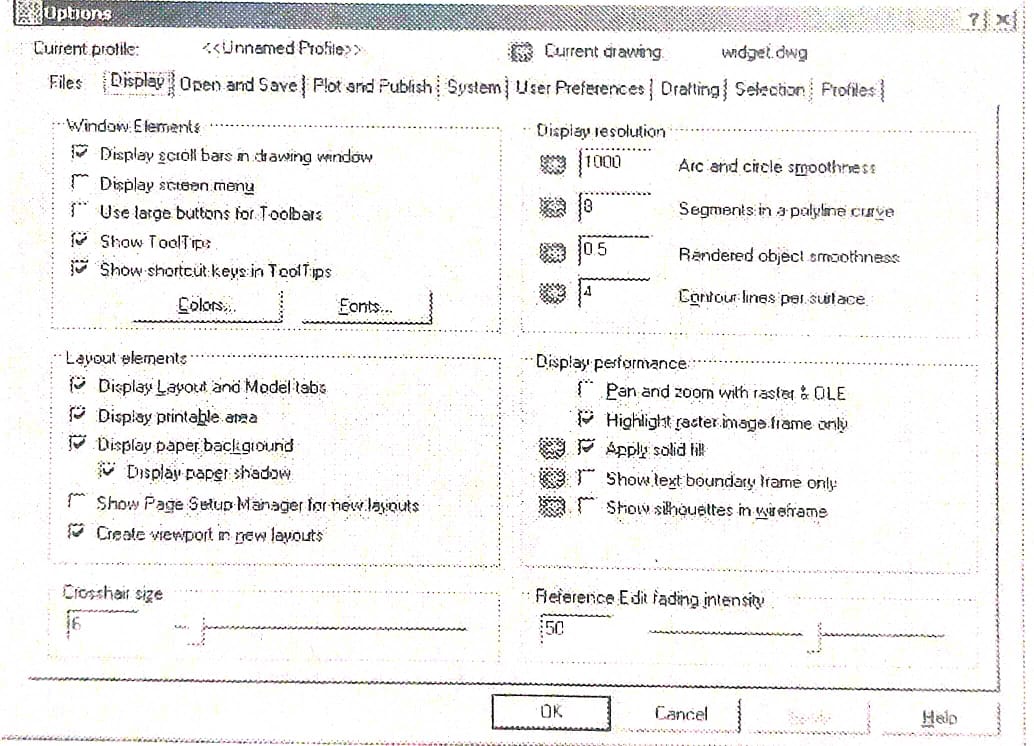 Options
Current profile: <<Unnamed Profile>> Current drawing: widget.dwg
Files Display Open and Save Plot and Publish System User Preferences Drafting Selection Profiles
Window Elements
Display scroll bars in drawing window
Display screen menu
Use large buttons for Toolbars
Show ToolTips
Show shortcut keys in ToolTips
Colors... Fonts...
Display resolution
1000 Arc and circle smoothness
8 Segments in a polyline curve
0.5 Rendered object smoothness
4 Contour lines per surface
Layout elements
Display Layout and Model tabs
Display printable area
Display paper background
Display paper shadow
Show Page Setup Manager for new layouts
Create viewport in new layouts
Display performance
Pan and zoom with raster & OLE
Highlight raster image frame only
Apply solid fill
Show text boundary frame only
Show silhouettes in wireframe
Crosshair size
6
Reference Edit fading intensity
50
OK Cancel Help